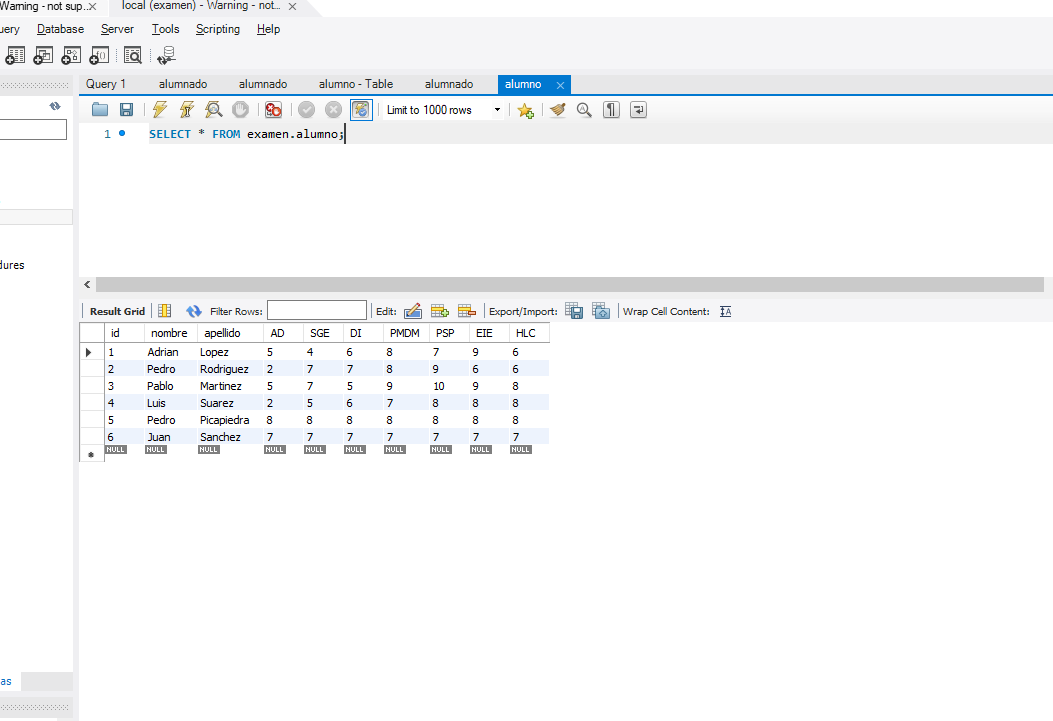 Warning - not sup... local (examen) - Warning - not...
uery Database Server Tools Scripting Help
Query 1 alumnado alumnado alumno - Table alumnado alumno
Limit to 1000 rows
1 SELECT * FROM examen.alumno;
dures
Result Grid Filter Rows: Edit: Export/Import: Wrap Cell Content:
id nombre apellido AD SGE DI PMDM PSP EIE HLC
1 Adrian Lopez 5 4 6 8 7 9 6
2 Pedro Rodriguez 2 7 7 8 9 6 6
3 Pablo Martinez 5 7 5 9 10 9 8
4 Luis Suarez 2 5 6 7 8 8 8
5 Pedro Picapiedra 8 8 8 8 8 8 8
6 Juan Sanchez 7 7 7 7 7 7 7
NULL NULL NULL NULL NULL NULL NULL NULL NULL NULL
as